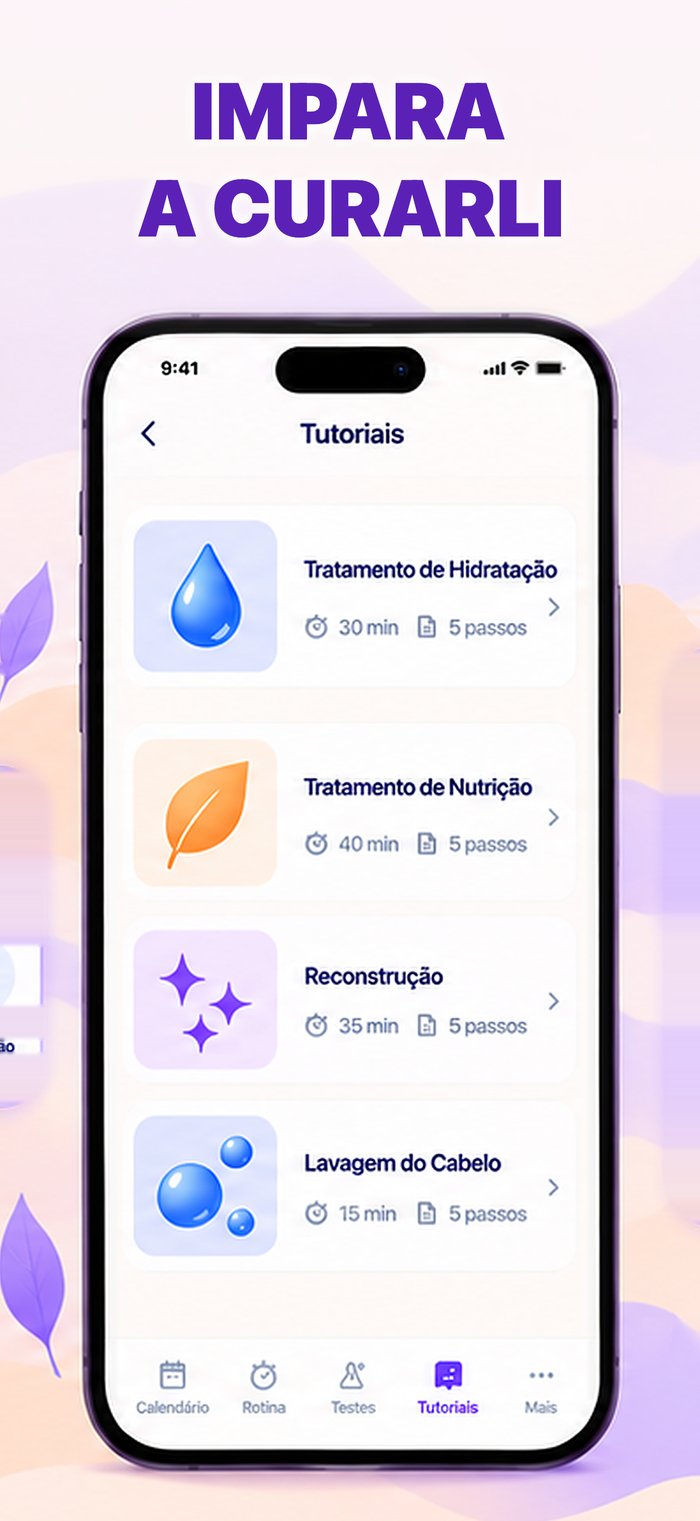 IMPARA
A CURARLI
9:41
Tutoriais
Tratamento de Hidratação
30 min 5 passos
Tratamento de Nutrição
40 min 5 passos
Reconstrução
35 min 5 passos
ão
Lavagem do Cabelo
15 min 5 passos
Calendário Rotina Testes Tutoriais Mais